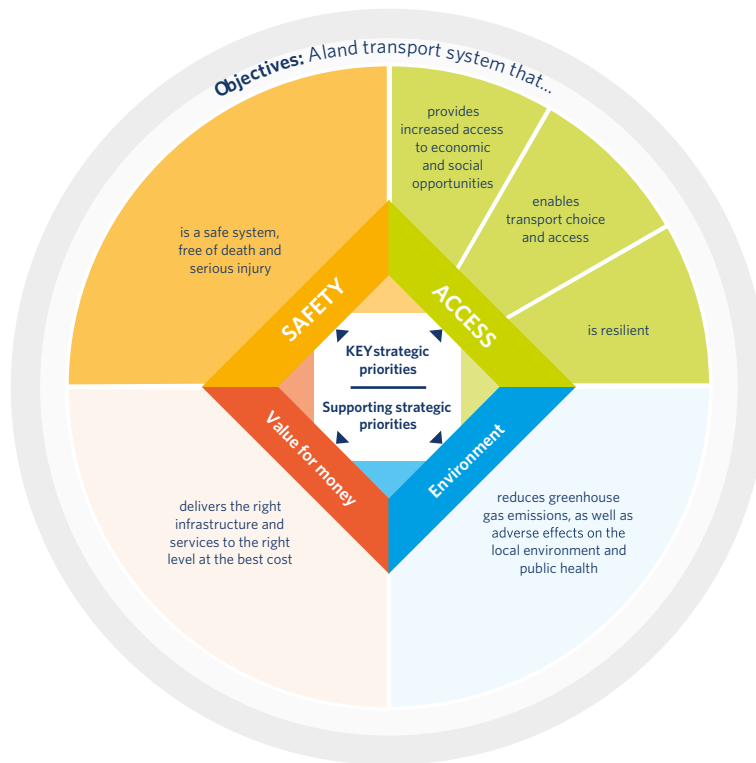 Objectives: A land transport system that...
provides
increased access
to economic
and social
opportunities
enables
transport choice
and access
is resilient
is a safe system,
free of death and
serious injury
SAFETY
ACCESS
KEY strategic
priorities
Supporting strategic
priorities
Value for money
Environment
delivers the right
infrastructure and
services to the right
level at the best cost
reduces greenhouse
gas emissions, as well as
adverse effects on the
local environment and
public health